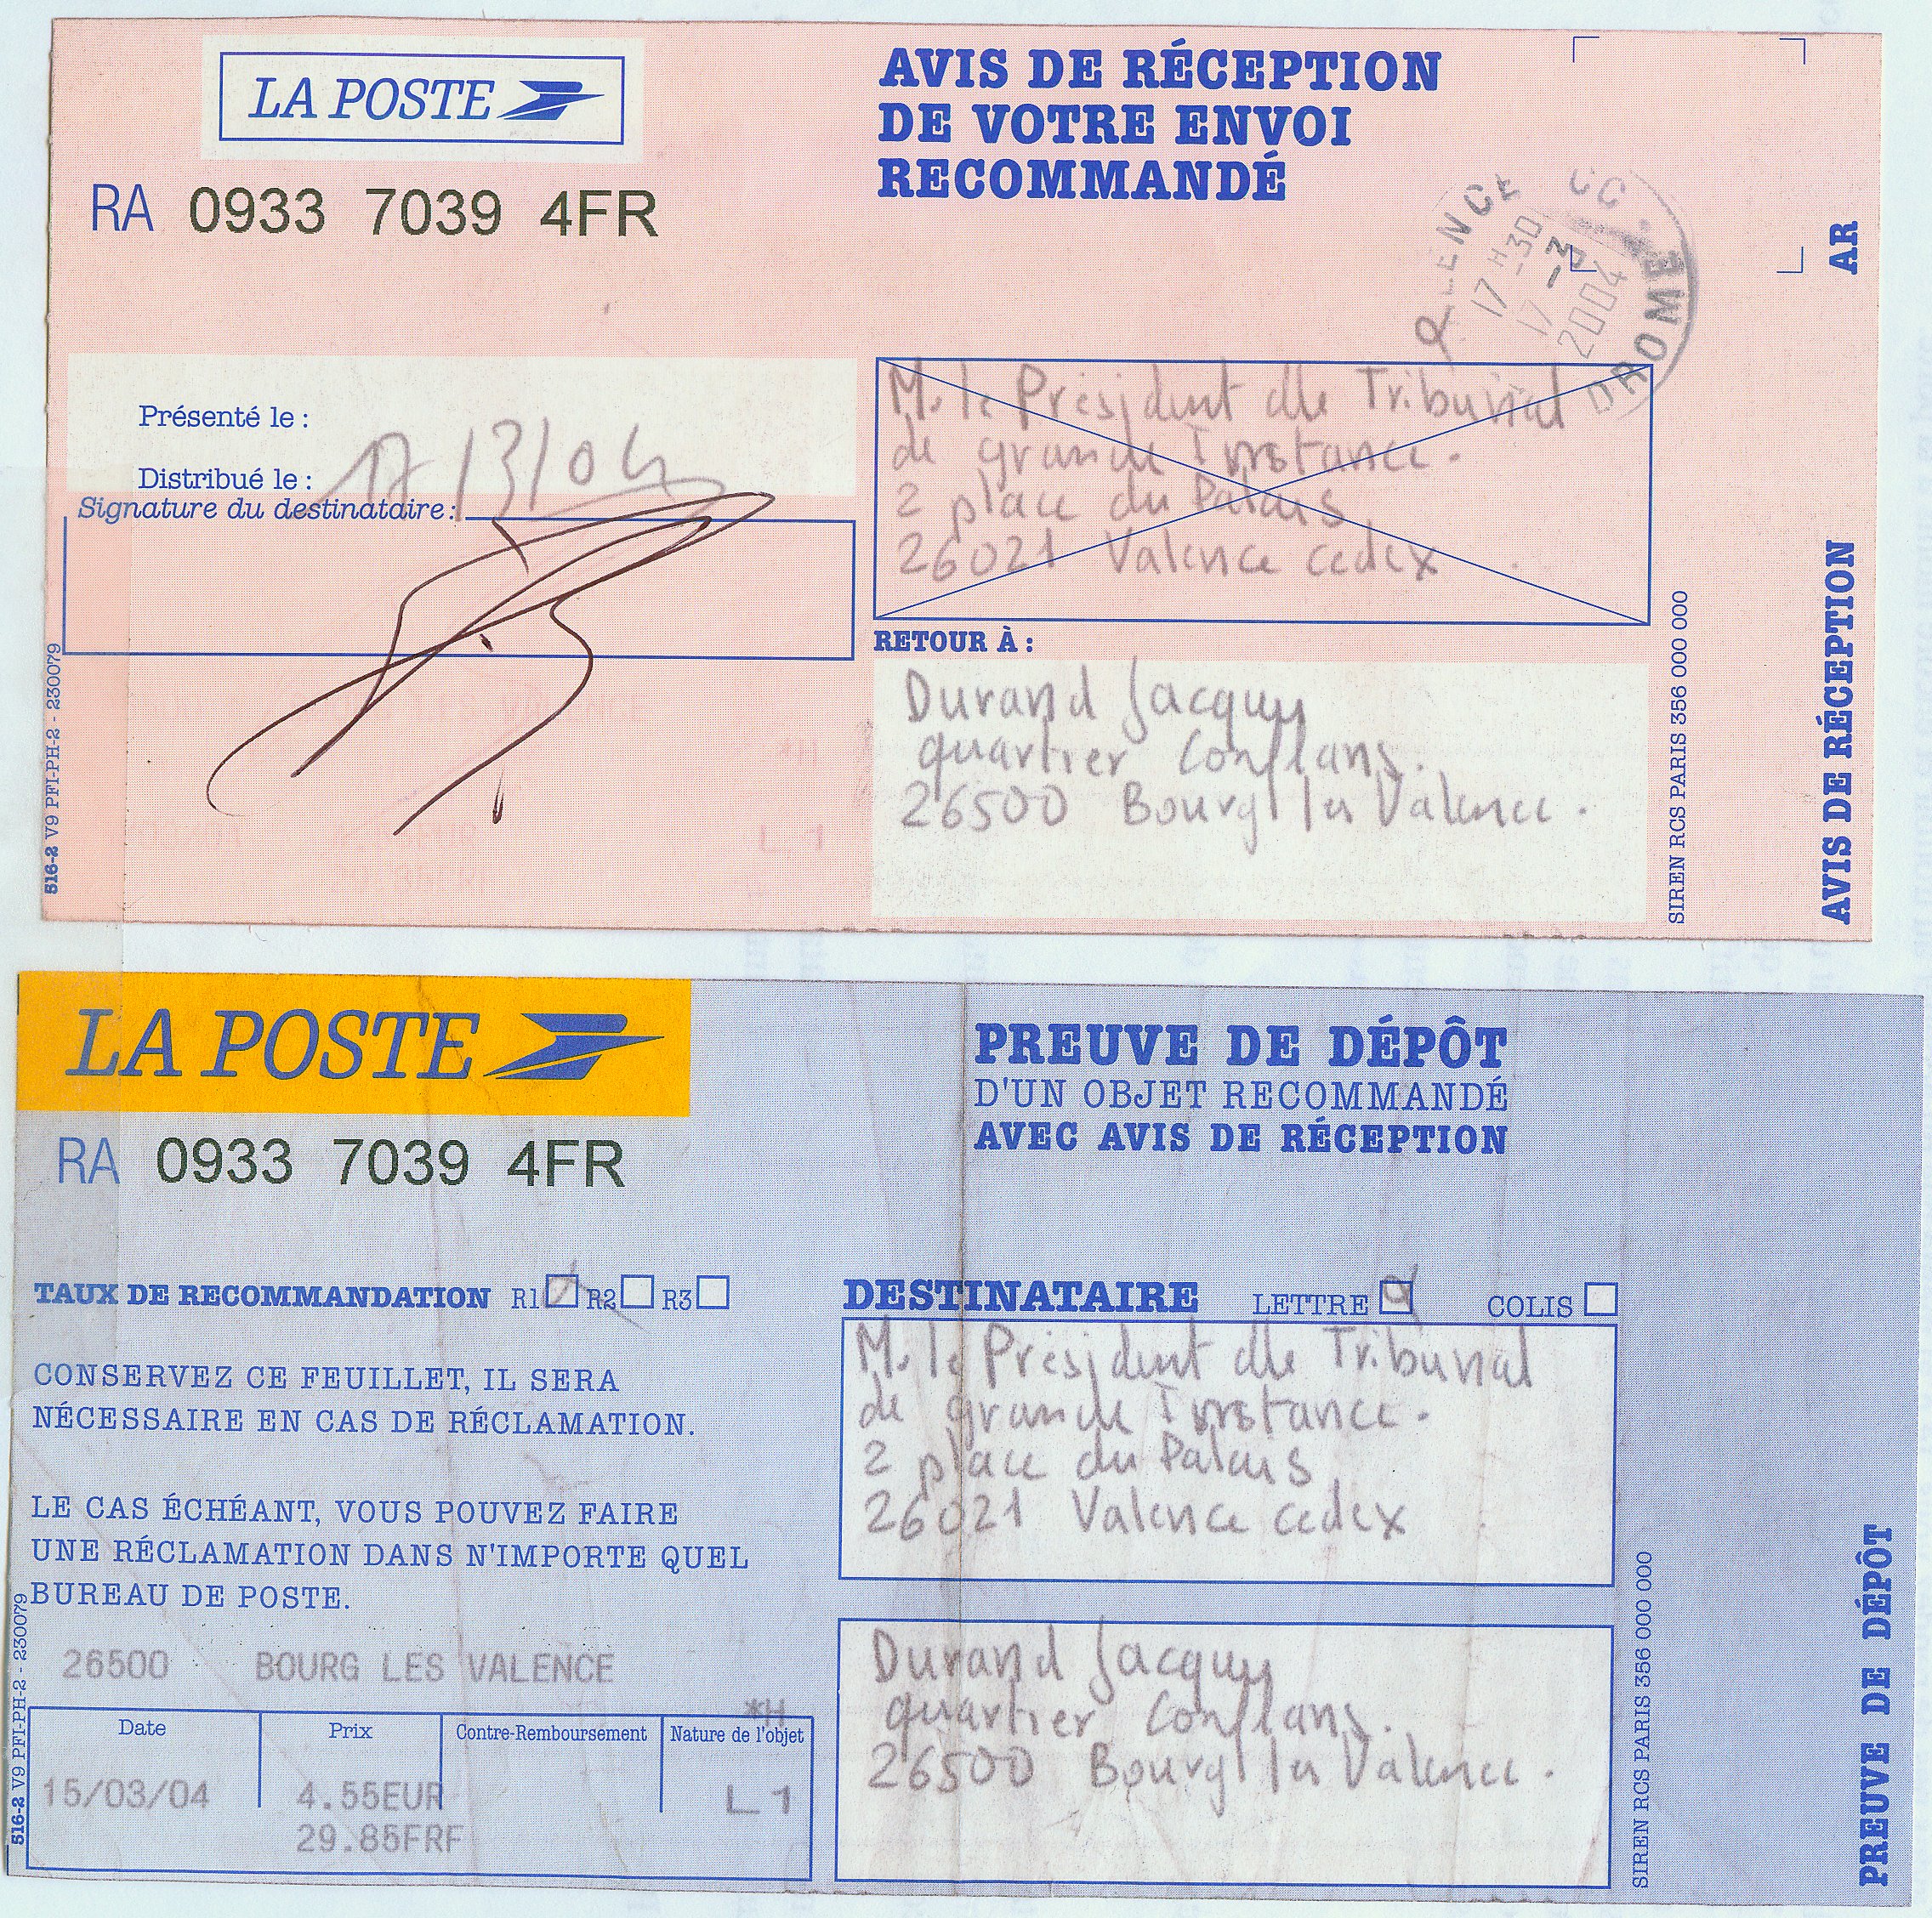 LA POSTE
RA 0933 7039 4FR
AVIS DE RÉCEPTION
DE VOTRE ENVOI
RECOMMANDÉ
LENCE CC.
17 H 30
17 -3
2004
DROME
AR
Présenté le :
Distribué le :
17/3/04
Signature du destinataire :
M. le Président du Tribunal
de grande Instance.
2 place du Palais
26021 Valence cedex
RETOUR À :
Durand Jacques
quartier Conflans.
26500 Bourg les Valence.
516-2 V9 PFI-PH-2 - 230079
SIREN RCS PARIS 356 000 000
AVIS DE RÉCEPTION
LA POSTE
RA 0933 7039 4FR
PREUVE DE DÉPÔT
D'UN OBJET RECOMMANDÉ
AVEC AVIS DE RÉCEPTION
TAUX DE RECOMMANDATION R1 R2 R3
DESTINATAIRE LETTRE COLIS
CONSERVEZ CE FEUILLET, IL SERA
NÉCESSAIRE EN CAS DE RÉCLAMATION.
LE CAS ÉCHÉANT, VOUS POUVEZ FAIRE
UNE RÉCLAMATION DANS N'IMPORTE QUEL
BUREAU DE POSTE.
M. le Président du Tribunal
de grande Instance.
2 place du Palais
26021 Valence cedex
26500 BOURG LES VALENCE
*H
Date Prix Contre-Remboursement Nature de l'objet
15/03/04 4.55EUR L 1
29.85FRF
Durand Jacques
quartier Conflans.
26500 Bourg les Valence.
516-2 V9 PFI-PH-2 - 230079
SIREN RCS PARIS 356 000 000
PREUVE DE DÉPÔT